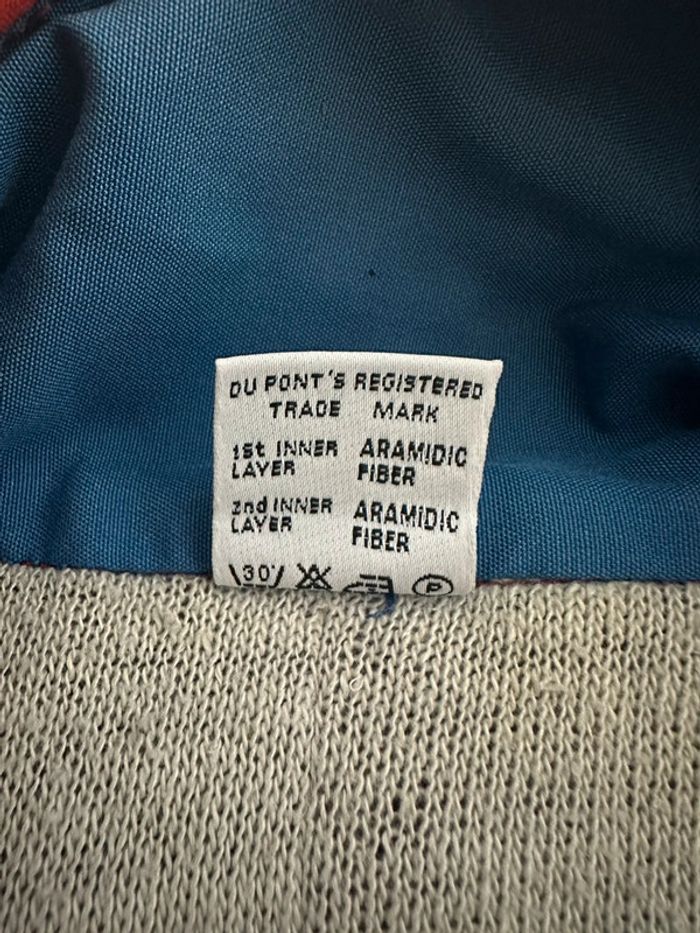 DU PONT'S REGISTERED
TRADE MARK
1st INNER LAYER ARAMIDIC FIBER
2nd INNER LAYER ARAMIDIC FIBER
30°
P